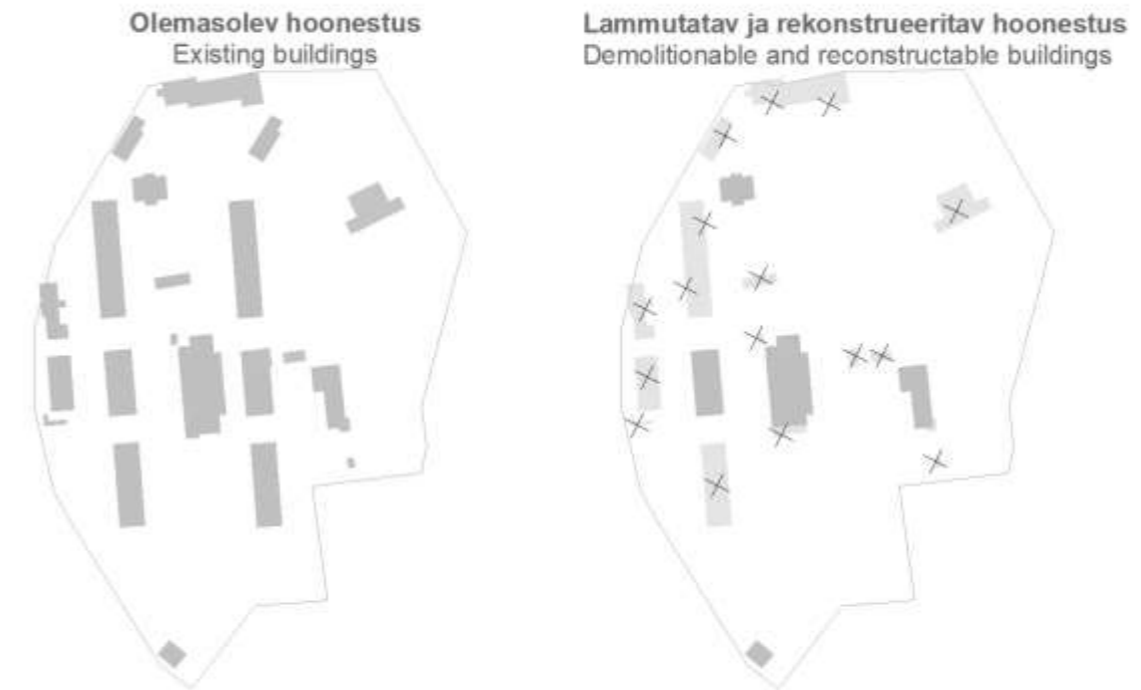 Olemasolev hoonestus
Existing buildings
Lammutatav ja rekonstrueeritav hoonestus
Demolitionable and reconstructable buildings